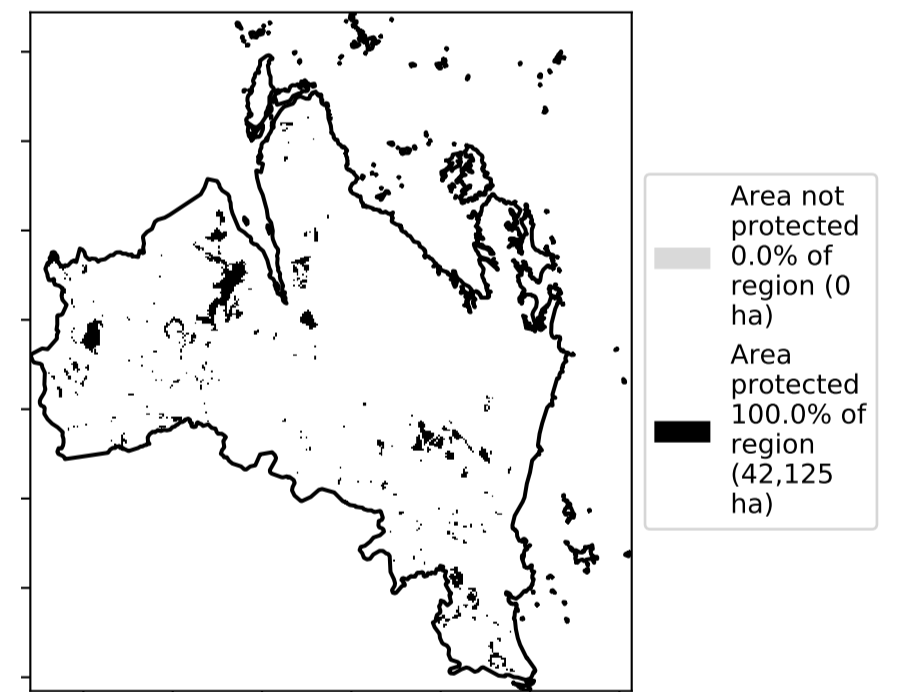 Area not
protected
0.0% of
region (0
ha)
Area
protected
100.0% of
region
(42,125
ha)